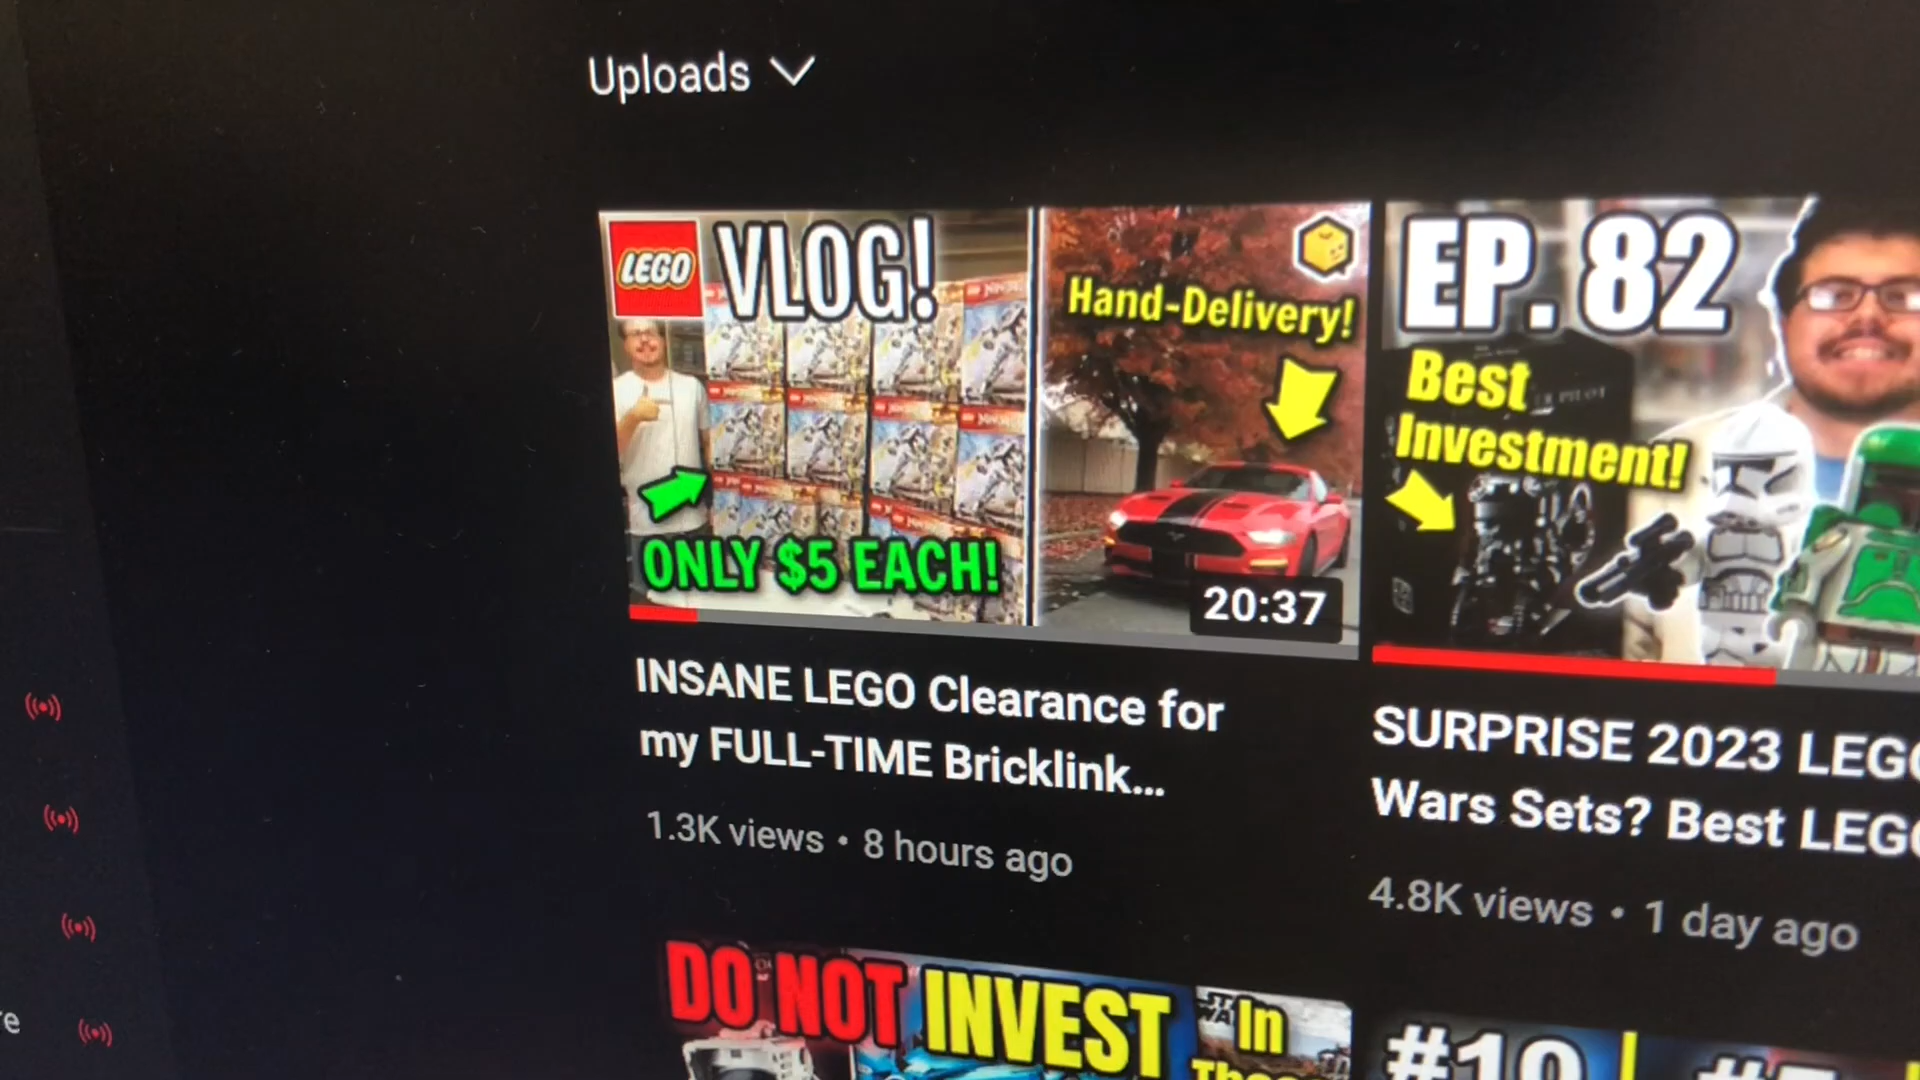 Uploads
LEGO VLOG!
Hand-Delivery!
ONLY $5 EACH!
20:37
EP. 82
Best
Investment!
INSANE LEGO Clearance for
my FULL-TIME Bricklink...
1.3K views • 8 hours ago
SURPRISE 2023 LEGO
Wars Sets? Best LEGO
4.8K views • 1 day ago
re
DO NOT INVEST In
#10